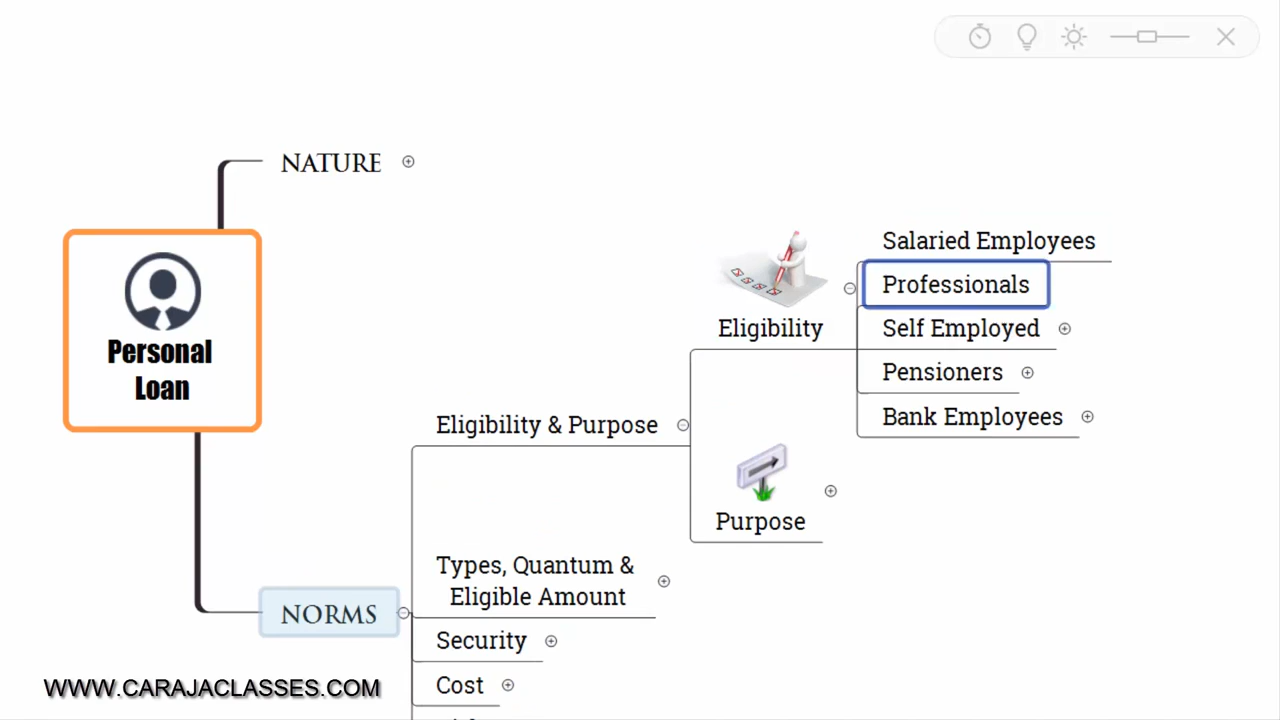 NATURE
Personal
Loan
Salaried Employees
Professionals
Self Employed
Pensioners
Bank Employees
Eligibility
Eligibility & Purpose
Purpose
Types, Quantum &
Eligible Amount
NORMS
Security
Cost
WWW.CARAJACLASSES.COM